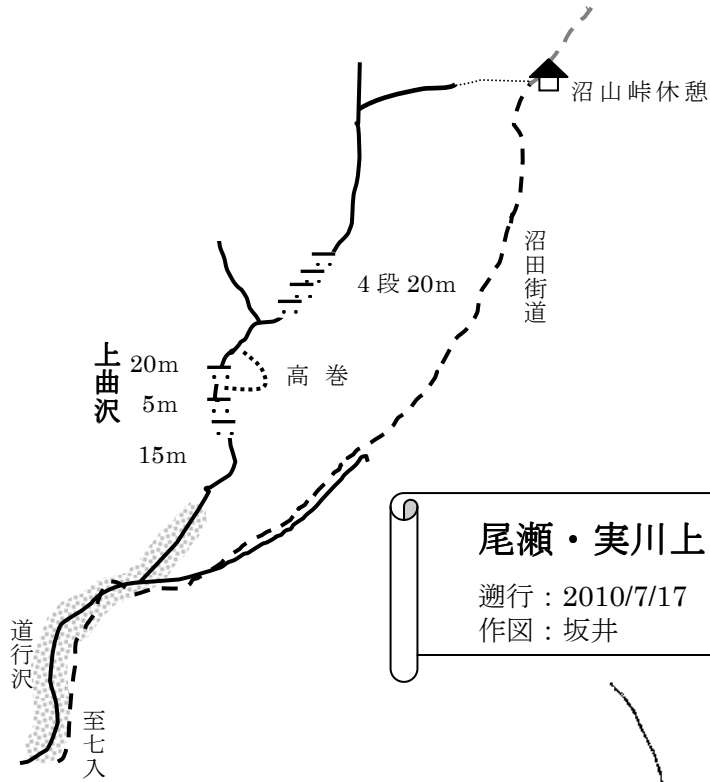 沼山峠休憩
沼田街道
4段20m
上曲沢
20m
高巻
5m
15m
尾瀬・実川上
遡行：2010/7/17
作図：坂井
道行沢
至七入